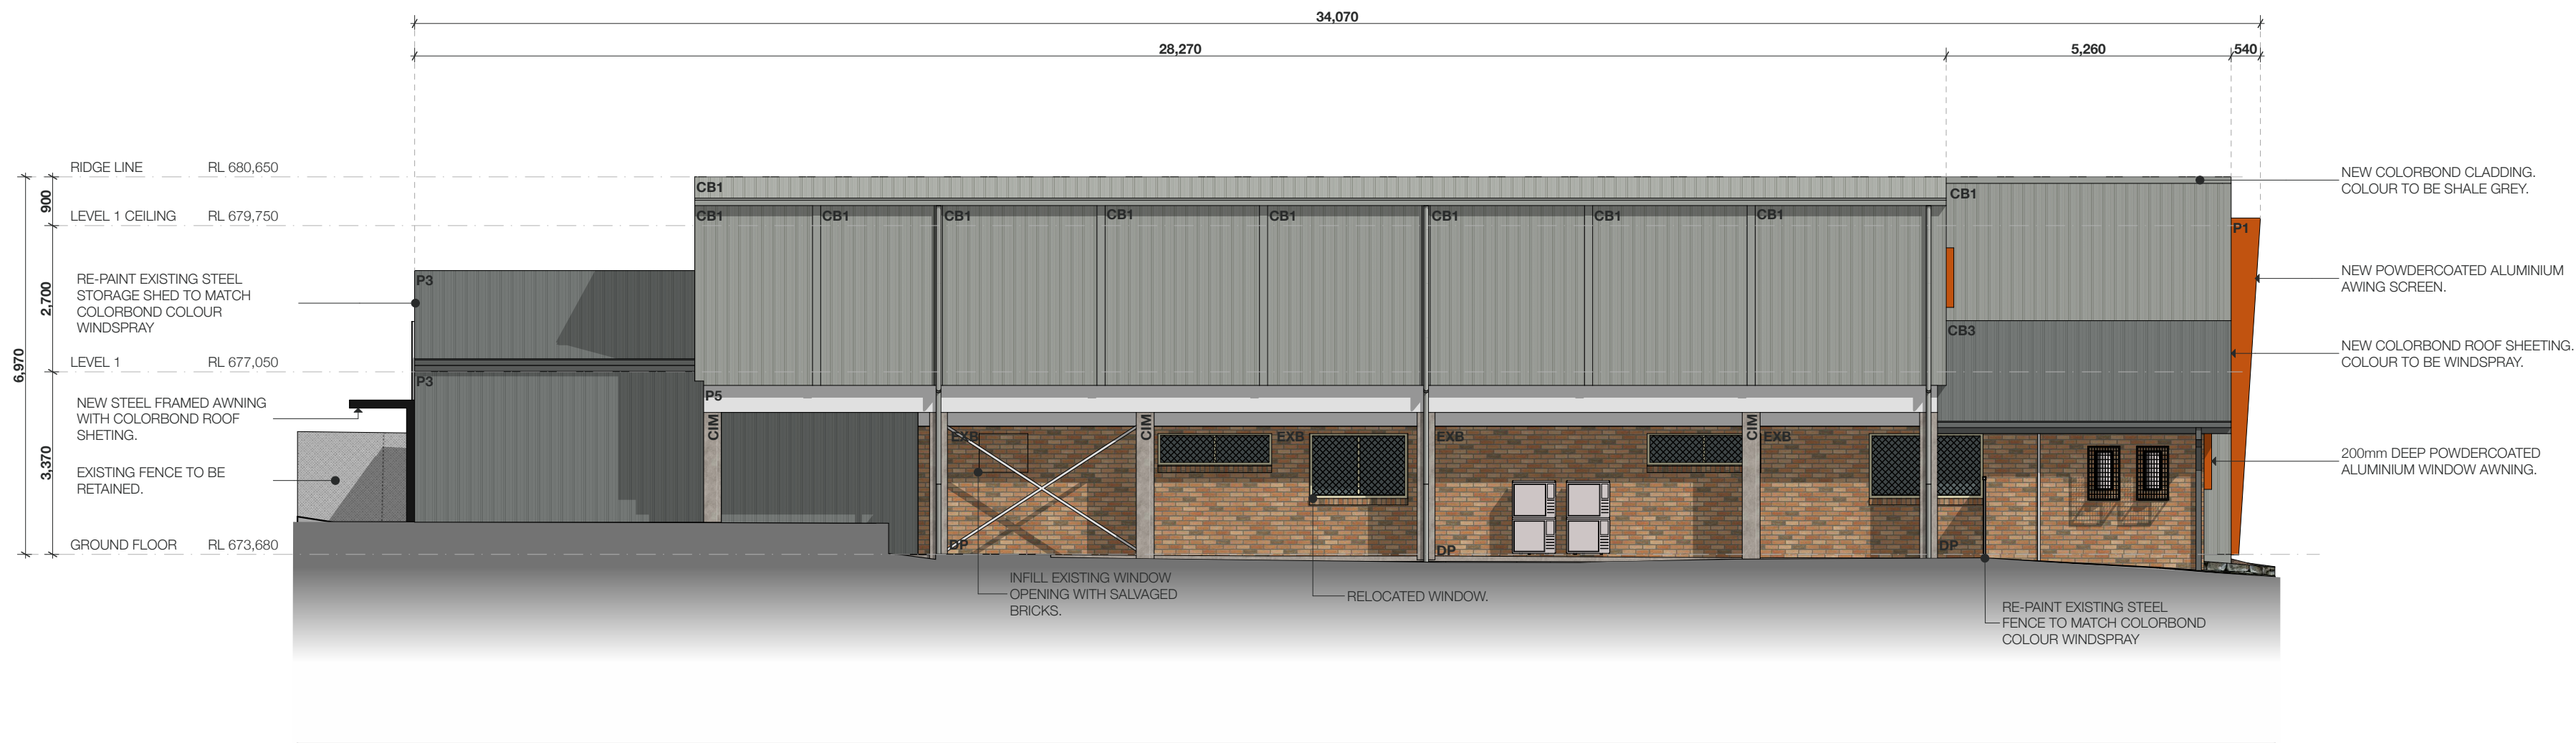 34,070
28,270
5,260
540
RIDGE LINE RL 680,650
900
LEVEL 1 CEILING RL 679,750
2,700
RE-PAINT EXISTING STEEL
STORAGE SHED TO MATCH
COLORBOND COLOUR
WINDSPRAY
6,970
LEVEL 1 RL 677,050
NEW STEEL FRAMED AWNING
WITH COLORBOND ROOF
SHETING.
3,370
EXISTING FENCE TO BE
RETAINED.
GROUND FLOOR RL 673,680
P3
P3
CB1
CB1
CB1
CB1
CB1
CB1
CB1
CB1
CB1
CB1
CB3
P1
P5
CIM
EXB
CIM
EXB
EXB
CIM
EXB
DP
DP
DP
INFILL EXISTING WINDOW
OPENING WITH SALVAGED
BRICKS.
RELOCATED WINDOW.
RE-PAINT EXISTING STEEL
FENCE TO MATCH COLORBOND
COLOUR WINDSPRAY
NEW COLORBOND CLADDING.
COLOUR TO BE SHALE GREY.
NEW POWDERCOATED ALUMINIUM
AWING SCREEN.
NEW COLORBOND ROOF SHEETING.
COLOUR TO BE WINDSPRAY.
200mm DEEP POWDERCOATED
ALUMINIUM WINDOW AWNING.